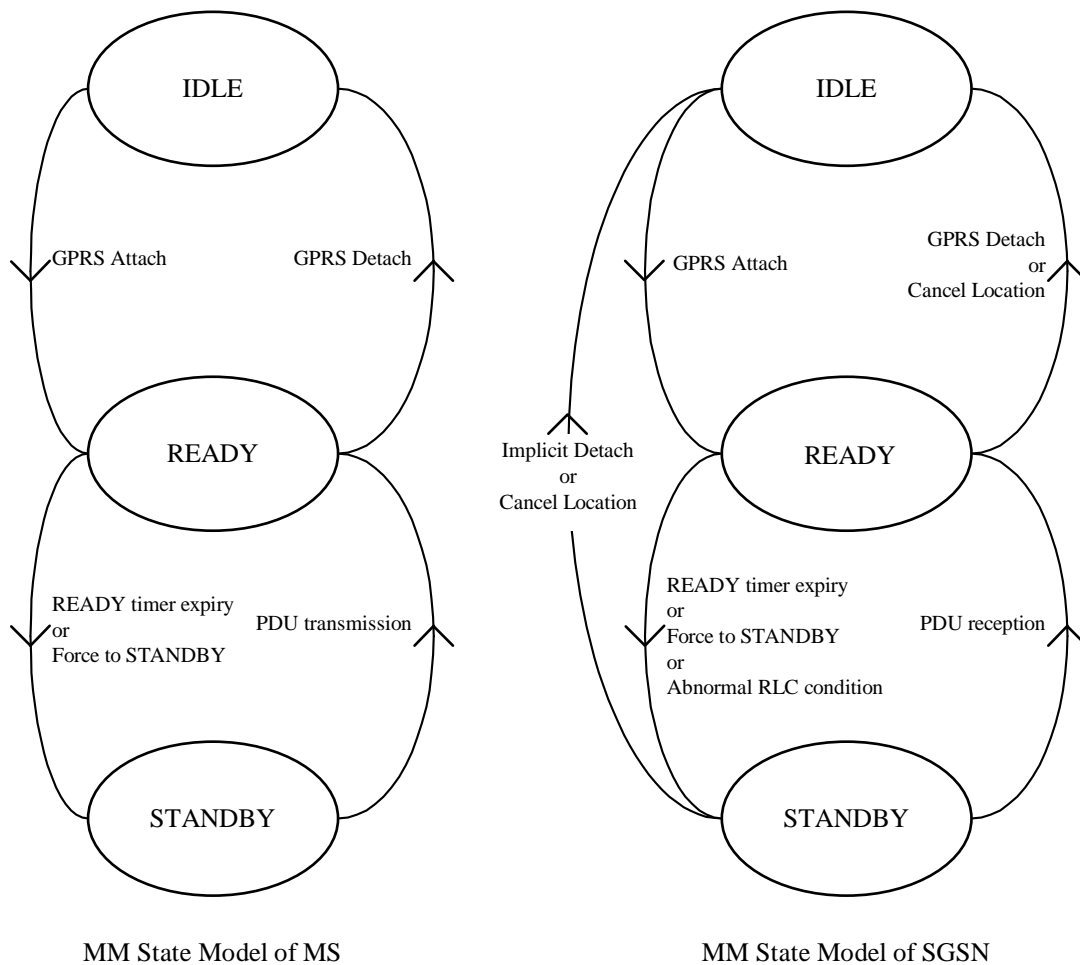 IDLE
GPRS Attach
GPRS Detach
READY
READY timer expiry
or
Force to STANDBY
PDU transmission
STANDBY
MM State Model of MS
IDLE
GPRS Attach
GPRS Detach
or
Cancel Location
Implicit Detach
or
Cancel Location
READY
READY timer expiry
or
Force to STANDBY
or
Abnormal RLC condition
PDU reception
STANDBY
MM State Model of SGSN